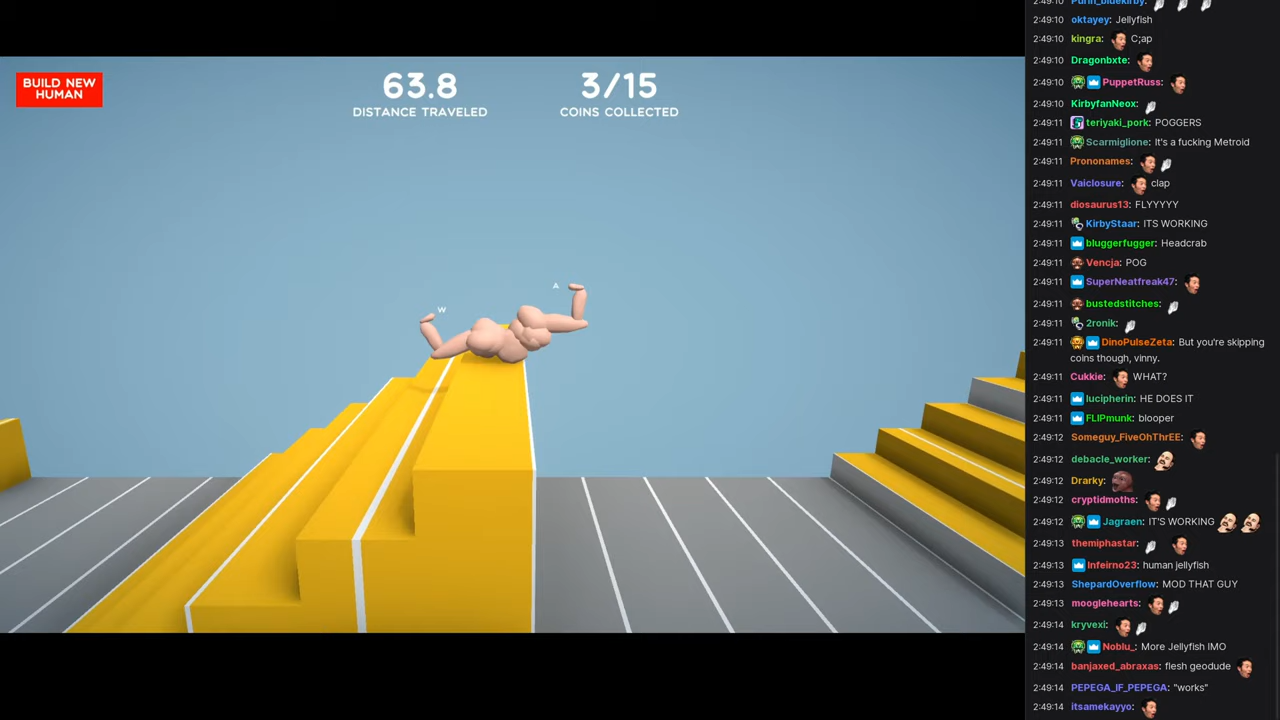 BUILD NEW
HUMAN
63.8
DISTANCE TRAVELED
3/15
COINS COLLECTED
W
A
2:49:10 Purin_bluekirby:
2:49:10 oktayey: Jellyfish
2:49:10 kingra: C;ap
2:49:10 Dragonbxte:
2:49:10 PuppetRuss:
2:49:10 KirbyfanNeox:
2:49:11 teriyaki_pork: POGGERS
2:49:11 Scarmiglione: It's a fucking Metroid
2:49:11 Prononames:
2:49:11 Vaiclosure: clap
2:49:11 diosaurus13: FLYYYYY
2:49:11 KirbyStaar: ITS WORKING
2:49:11 bluggerfugger: Headcrab
2:49:11 Vencja: POG
2:49:11 SuperNeatfreak47:
2:49:11 bustedstitches:
2:49:11 2ronik:
2:49:11 DinoPulseZeta: But you're skipping
coins though, vinny.
2:49:11 Cukkie: WHAT?
2:49:11 lucipherin: HE DOES IT
2:49:11 FLIPmunk: blooper
2:49:12 Someguy_FiveOhThrEE:
2:49:12 debacle_worker:
2:49:12 Drarky:
2:49:12 cryptidmoths:
2:49:12 Jagraen: IT'S WORKING
2:49:13 themiphastar:
2:49:13 Infeirno23: human jellyfish
2:49:13 ShepardOverflow: MOD THAT GUY
2:49:13 mooglehearts:
2:49:14 kryvexi:
2:49:14 Nobiu_: More Jellyfish IMO
2:49:14 banjaxed_abraxas: flesh geodude
2:49:14 PEPEGA_IF_PEPEGA: "works"
2:49:14 itsamekayyo: